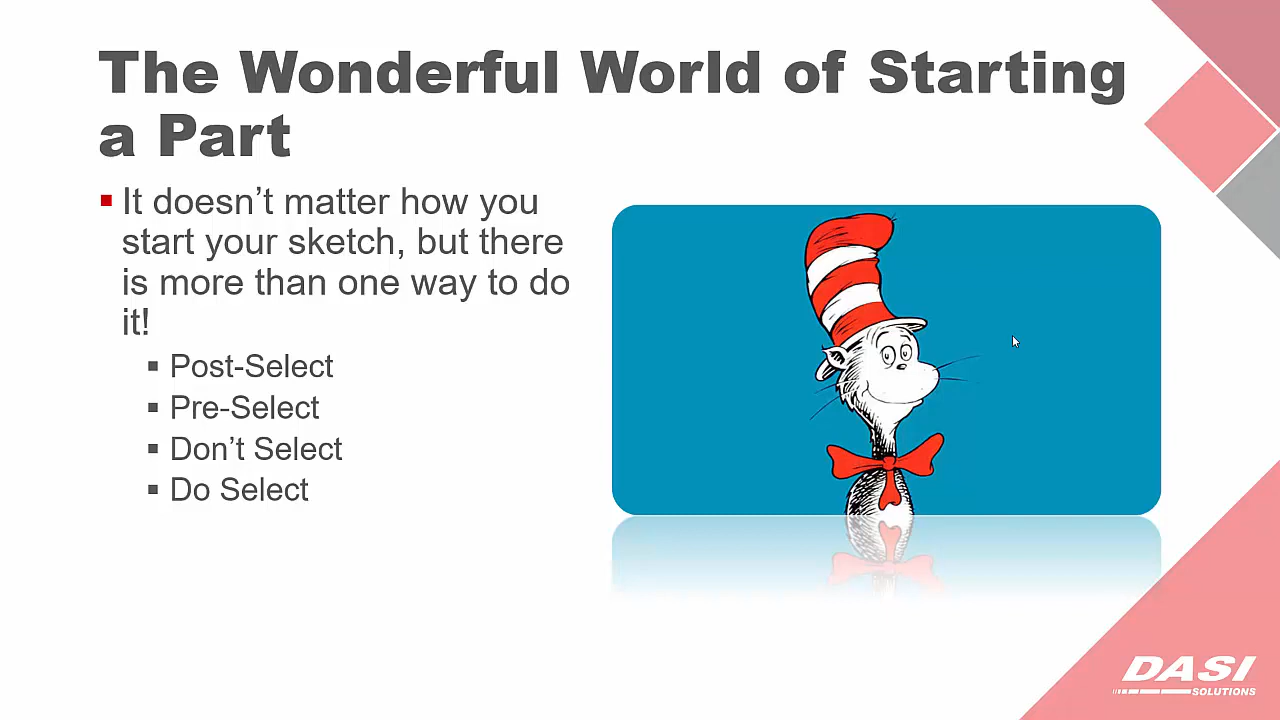 The Wonderful World of Starting
a Part
It doesn’t matter how you
start your sketch, but there
is more than one way to do
it!
Post-Select
Pre-Select
Don’t Select
Do Select
DASI
SOLUTIONS